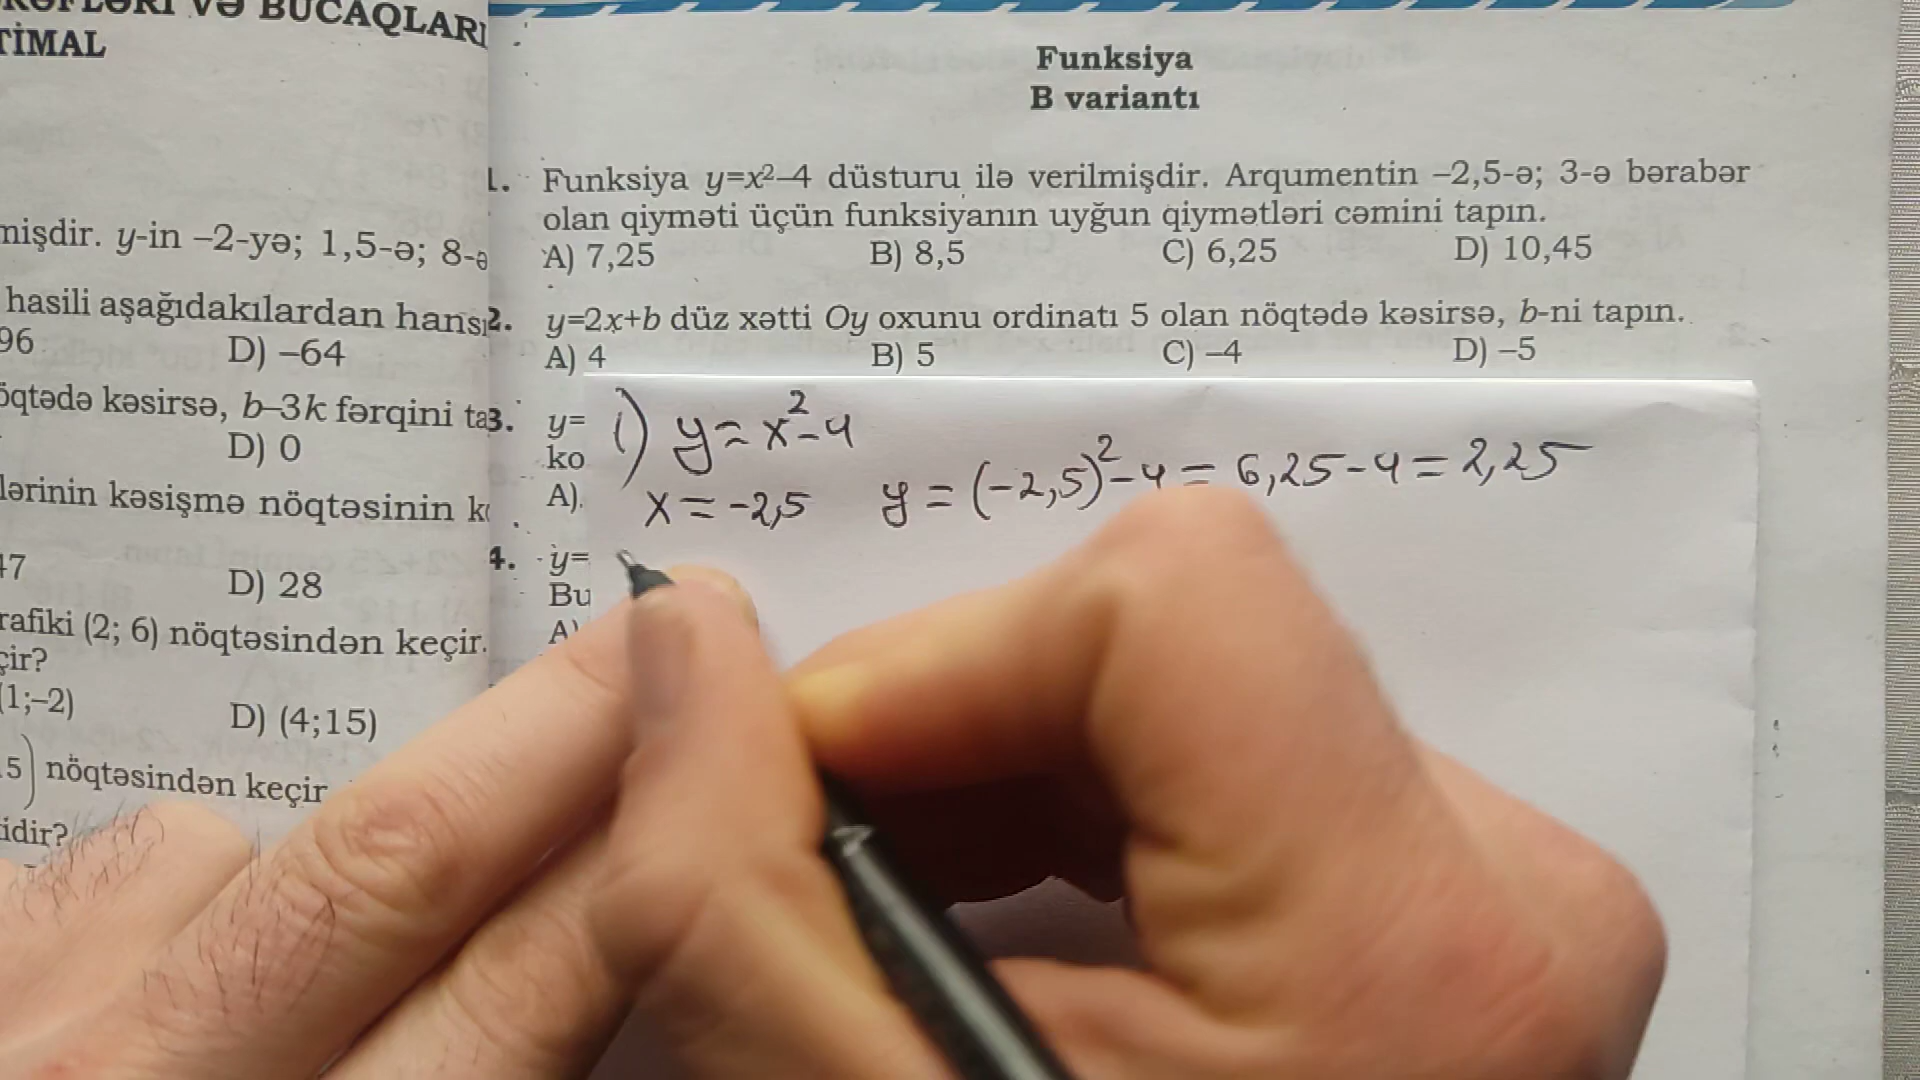 VƏ BUCAQLARI
TİMAL
mişdir. y-in –2-yə; 1,5-ə; 8-ə
hasili aşağıdakılardan hansı
96 D) –64
öqtədə kəsirsə, b–3k fərqini ta
D) 0
lərinin kəsişmə nöqtəsinin k
47 D) 28
rafiki (2; 6) nöqtəsindən keçir.
çir?
(1;–2) D) (4;15)
5) nöqtəsindən keçir
idir?
Funksiya
B variantı
1. Funksiya y=x²–4 düsturu ilə verilmişdir. Arqumentin –2,5-ə; 3-ə bərabər
olan qiyməti üçün funksiyanın uyğun qiymətləri cəmini tapın.
A) 7,25 B) 8,5 C) 6,25 D) 10,45
2. y=2x+b düz xətti Oy oxunu ordinatı 5 olan nöqtədə kəsirsə, b-ni tapın.
A) 4 B) 5 C) –4 D) –5
3. y=
ko
A)
4. y=
Bu
A)
1) y = x² – 4
x = -2,5 y = (-2,5)² - 4 = 6,25 - 4 = 2,25